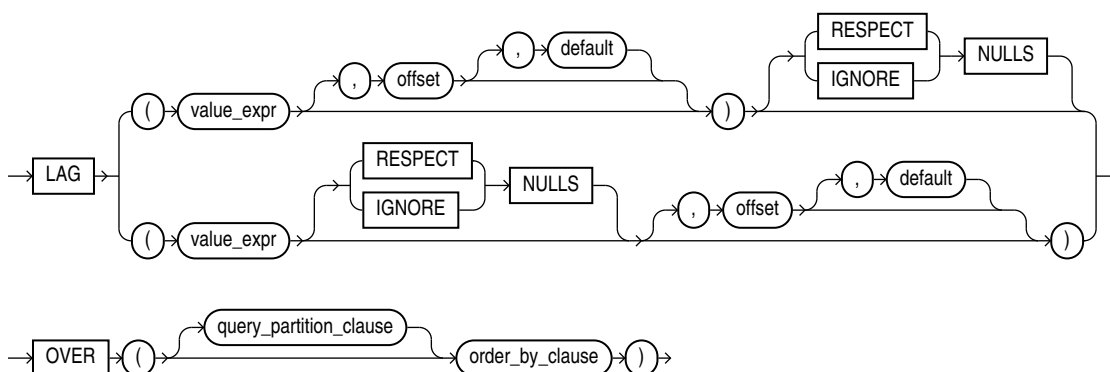 LAG ( value_expr , offset , default ) RESPECT IGNORE NULLS
( value_expr RESPECT IGNORE NULLS , offset , default )
OVER ( query_partition_clause order_by_clause )